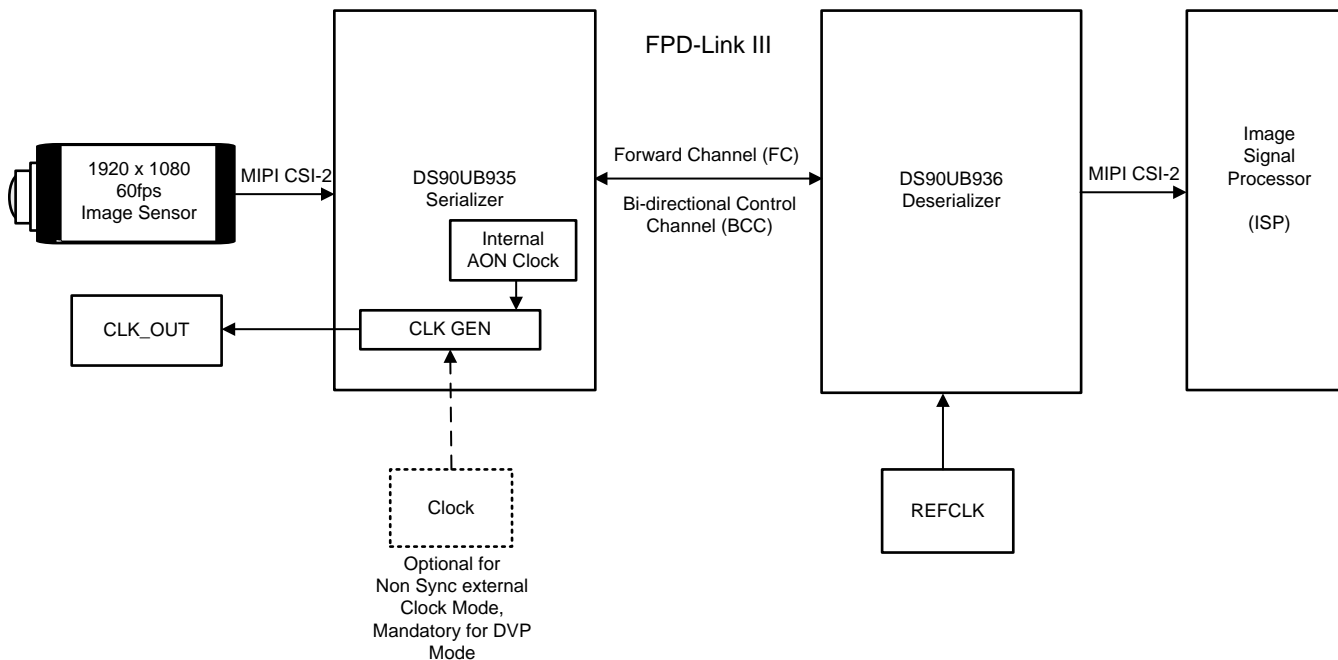 FPD-Link III
1920 x 1080
60fps
Image Sensor
MIPI CSI-2
DS90UB935
Serializer
Internal
AON Clock
CLK GEN
CLK_OUT
Clock
Optional for
Non Sync external
Clock Mode,
Mandatory for DVP
Mode
Forward Channel (FC)
Bi-directional Control
Channel (BCC)
DS90UB936
Deserializer
REFCLK
MIPI CSI-2
Image
Signal
Processor
(ISP)